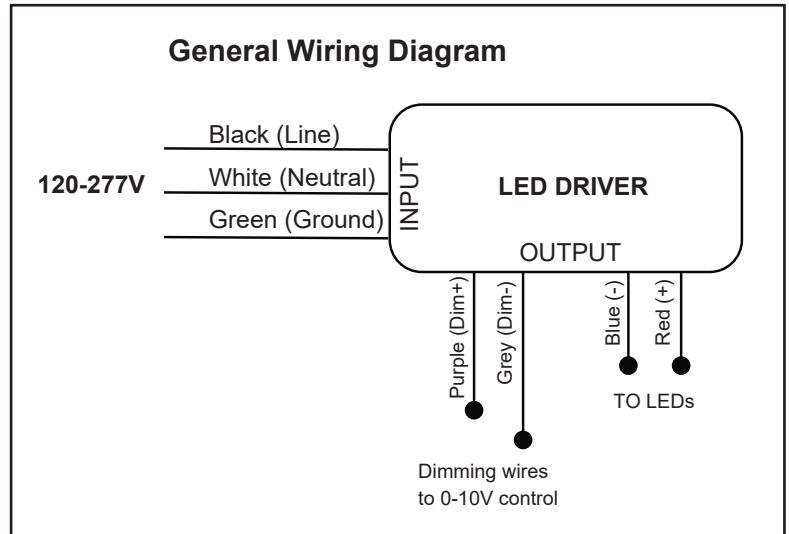 General Wiring Diagram
Black (Line)
120-277V
White (Neutral)
Green (Ground)
INPUT
LED DRIVER
OUTPUT
Purple (Dim+)
Grey (Dim-)
Blue (-)
Red (+)
TO LEDs
Dimming wires
to 0-10V control